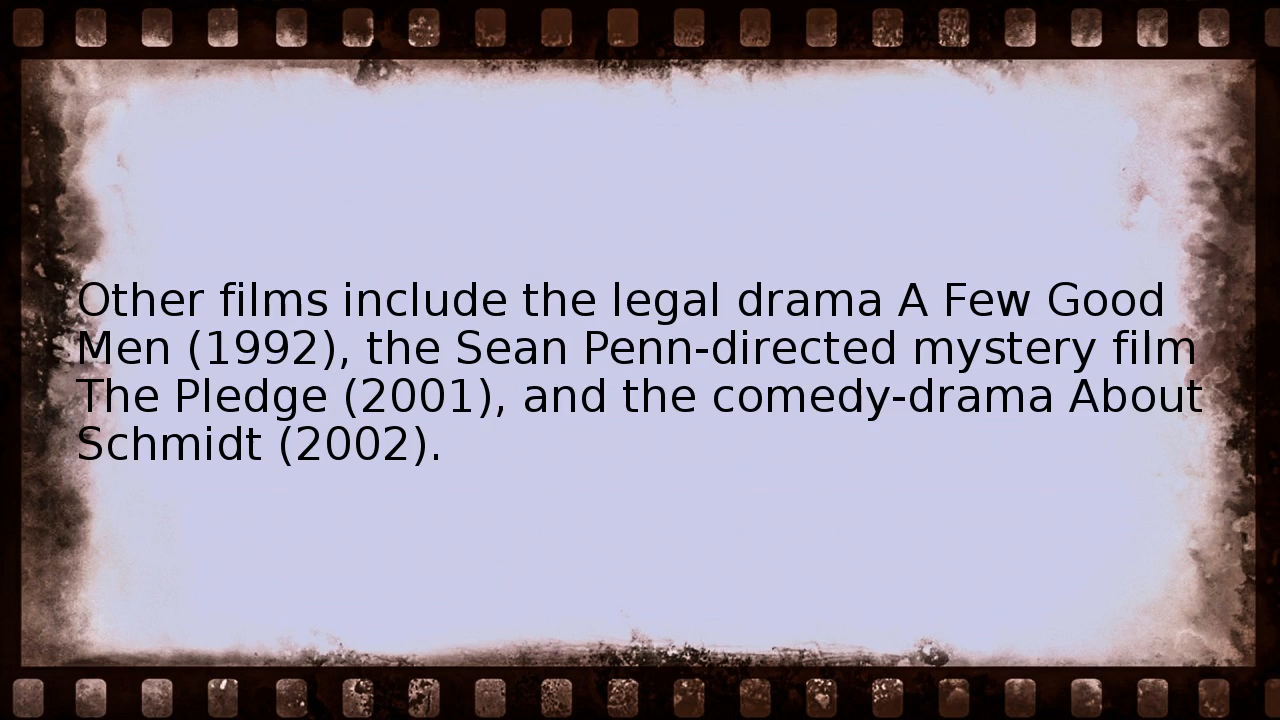 Other films include the legal drama A Few Good
Men (1992), the Sean Penn-directed mystery film
The Pledge (2001), and the comedy-drama About
Schmidt (2002).